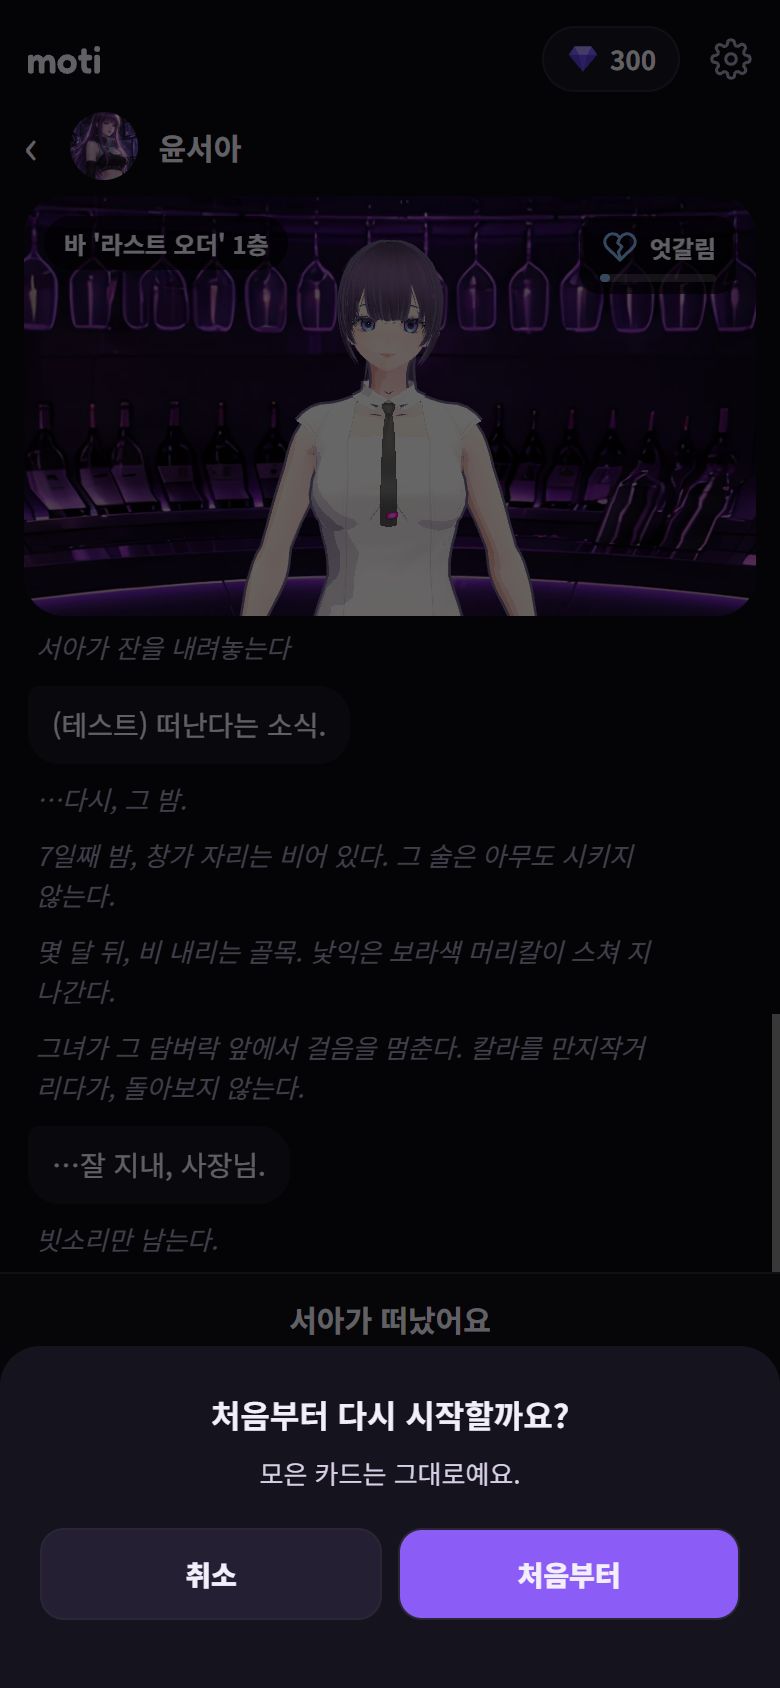 moti
300
윤서아
바 '라스트 오더' 1층
엇갈림
서아가 잔을 내려놓는다
(테스트) 떠난다는 소식.
…다시, 그 밤.
7일째 밤, 창가 자리는 비어 있다. 그 술은 아무도 시키지
않는다.
몇 달 뒤, 비 내리는 골목. 낯익은 보라색 머리칼이 스쳐 지
나간다.
그녀가 그 담벼락 앞에서 걸음을 멈춘다. 칼라를 만지작거
리다가, 돌아보지 않는다.
…잘 지내, 사장님.
빗소리만 남는다.
서아가 떠났어요
처음부터 다시 시작할까요?
모은 카드는 그대로예요.
취소
처음부터